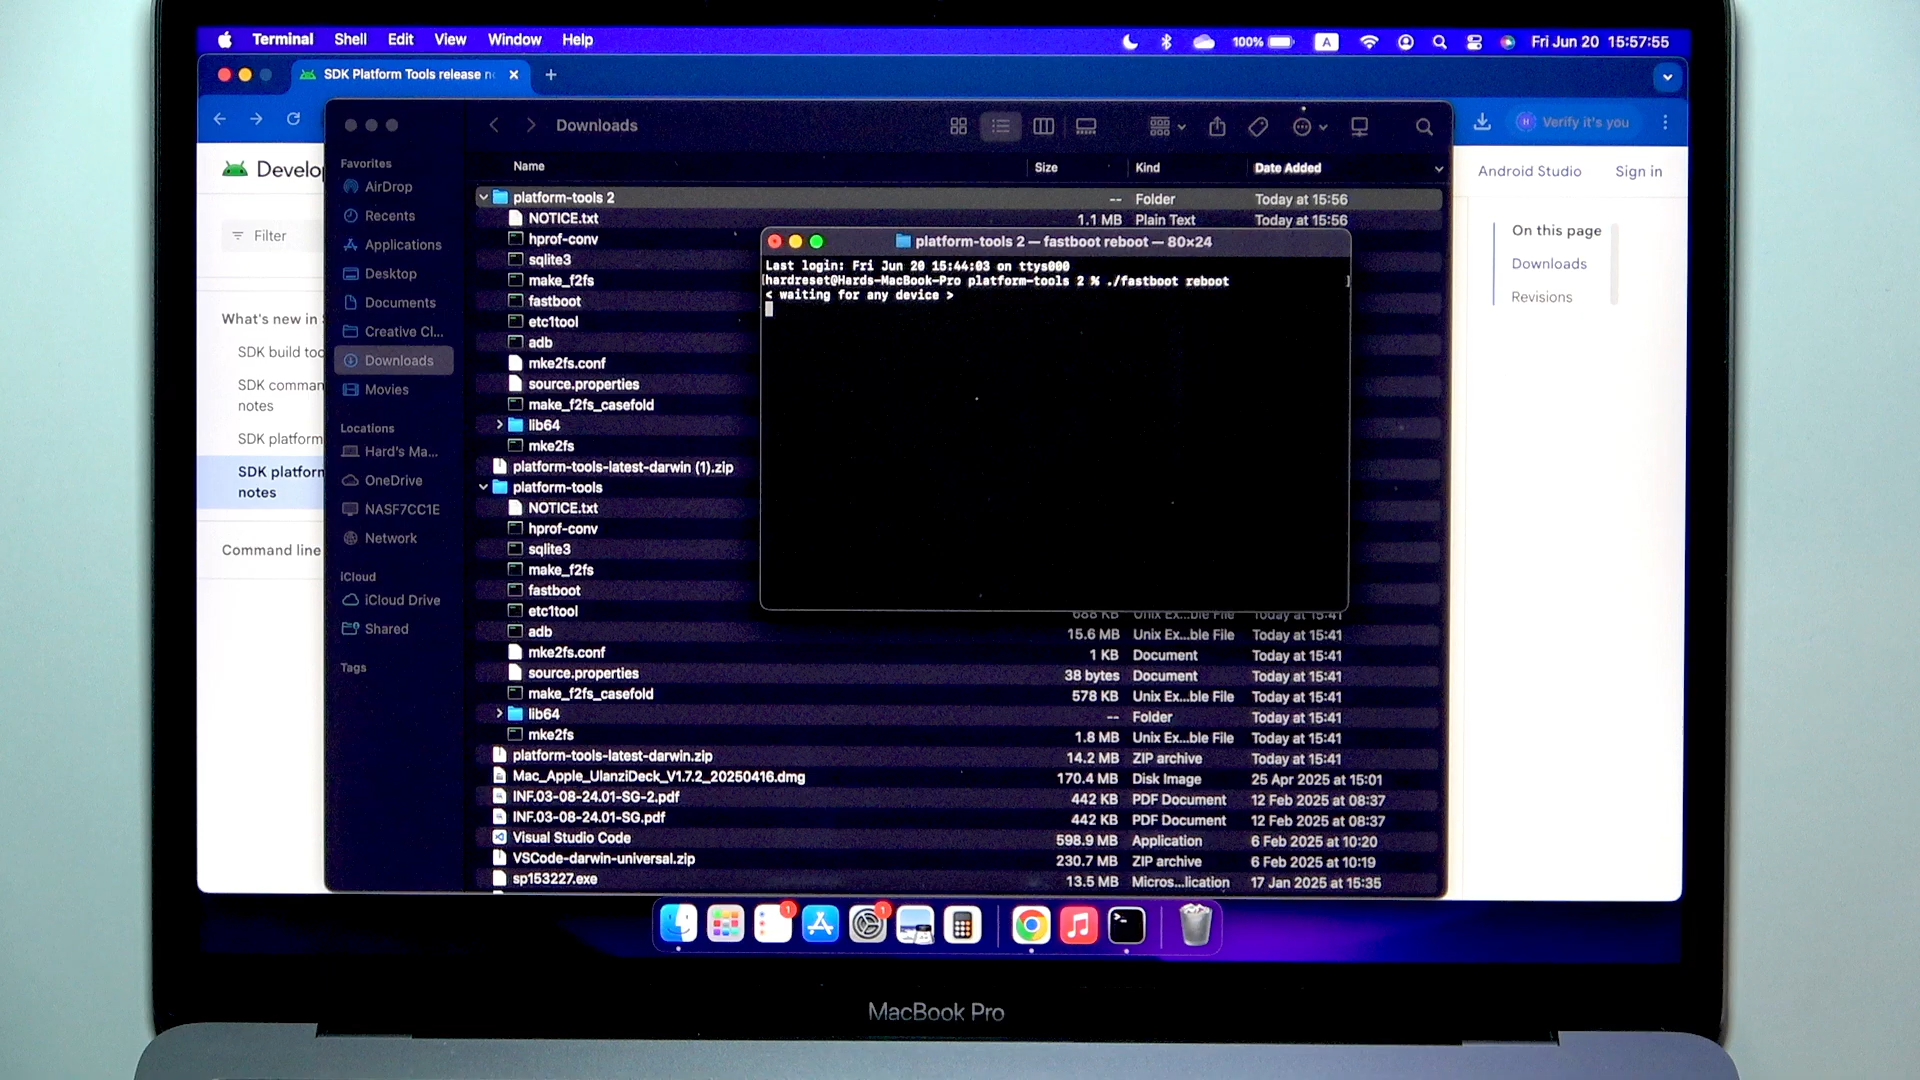 Terminal Shell Edit View Window Help
100% A Fri Jun 20 15:57:55
SDK Platform Tools release n
Verify it's you
Downloads
Develo
Android Studio Sign in
Filter
What's new in
SDK build too
SDK comman
notes
SDK platform
SDK platforn
notes
Command line
On this page
Downloads
Revisions
Favorites
AirDrop
Recents
Applications
Desktop
Documents
Creative Cl...
Downloads
Movies
Locations
Hard's Ma...
OneDrive
NASF7CC1E
Network
iCloud
iCloud Drive
Shared
Tags
Name Size Kind Date Added
platform-tools 2 -- Folder Today at 15:56
NOTICE.txt 1.1 MB Plain Text Today at 15:56
hprof-conv
sqlite3
make_f2fs
fastboot
etc1tool
adb
mke2fs.conf
source.properties
make_f2fs_casefold
lib64
mke2fs
platform-tools-latest-darwin (1).zip
platform-tools
NOTICE.txt
hprof-conv
sqlite3
make_f2fs
fastboot
etc1tool 688 KB Unix Ex...ble File Today at 15:41
adb 15.6 MB Unix Ex...ble File Today at 15:41
mke2fs.conf 1 KB Document Today at 15:41
source.properties 38 bytes Document Today at 15:41
make_f2fs_casefold 578 KB Unix Ex...ble File Today at 15:41
lib64 -- Folder Today at 15:41
mke2fs 1.8 MB Unix Ex...ble File Today at 15:41
platform-tools-latest-darwin.zip 14.2 MB ZIP archive Today at 15:41
Mac_Apple_UlanziDeck_V1.7.2_20250416.dmg 170.4 MB Disk Image 25 Apr 2025 at 15:01
INF.03-08-24.01-SG-2.pdf 442 KB PDF Document 12 Feb 2025 at 08:37
INF.03-08-24.01-SG.pdf 442 KB PDF Document 12 Feb 2025 at 08:37
Visual Studio Code 598.9 MB Application 6 Feb 2025 at 10:20
VSCode-darwin-universal.zip 230.7 MB ZIP archive 6 Feb 2025 at 10:19
sp153227.exe 13.5 MB Micros...lication 17 Jan 2025 at 15:35
platform-tools 2 — fastboot reboot — 80×24
Last login: Fri Jun 20 15:44:03 on ttys000
[hardreset@Hards-MacBook-Pro platform-tools 2 % ./fastboot reboot ]
< waiting for any device >
1
1
MacBook Pro